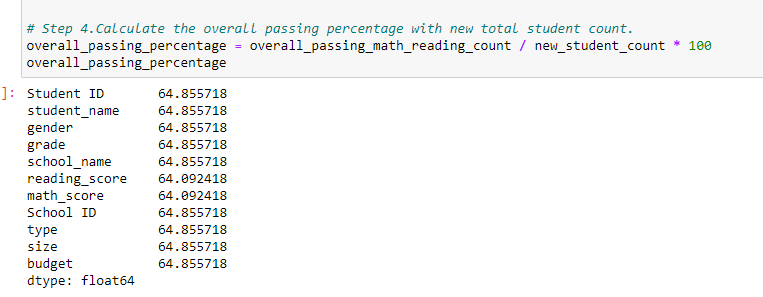 # Step 4.Calculate the overall passing percentage with new total student count.
overall_passing_percentage = overall_passing_math_reading_count / new_student_count * 100
overall_passing_percentage
]: Student ID 64.855718
student_name 64.855718
gender 64.855718
grade 64.855718
school_name 64.855718
reading_score 64.092418
math_score 64.092418
School ID 64.855718
type 64.855718
size 64.855718
budget 64.855718
dtype: float64